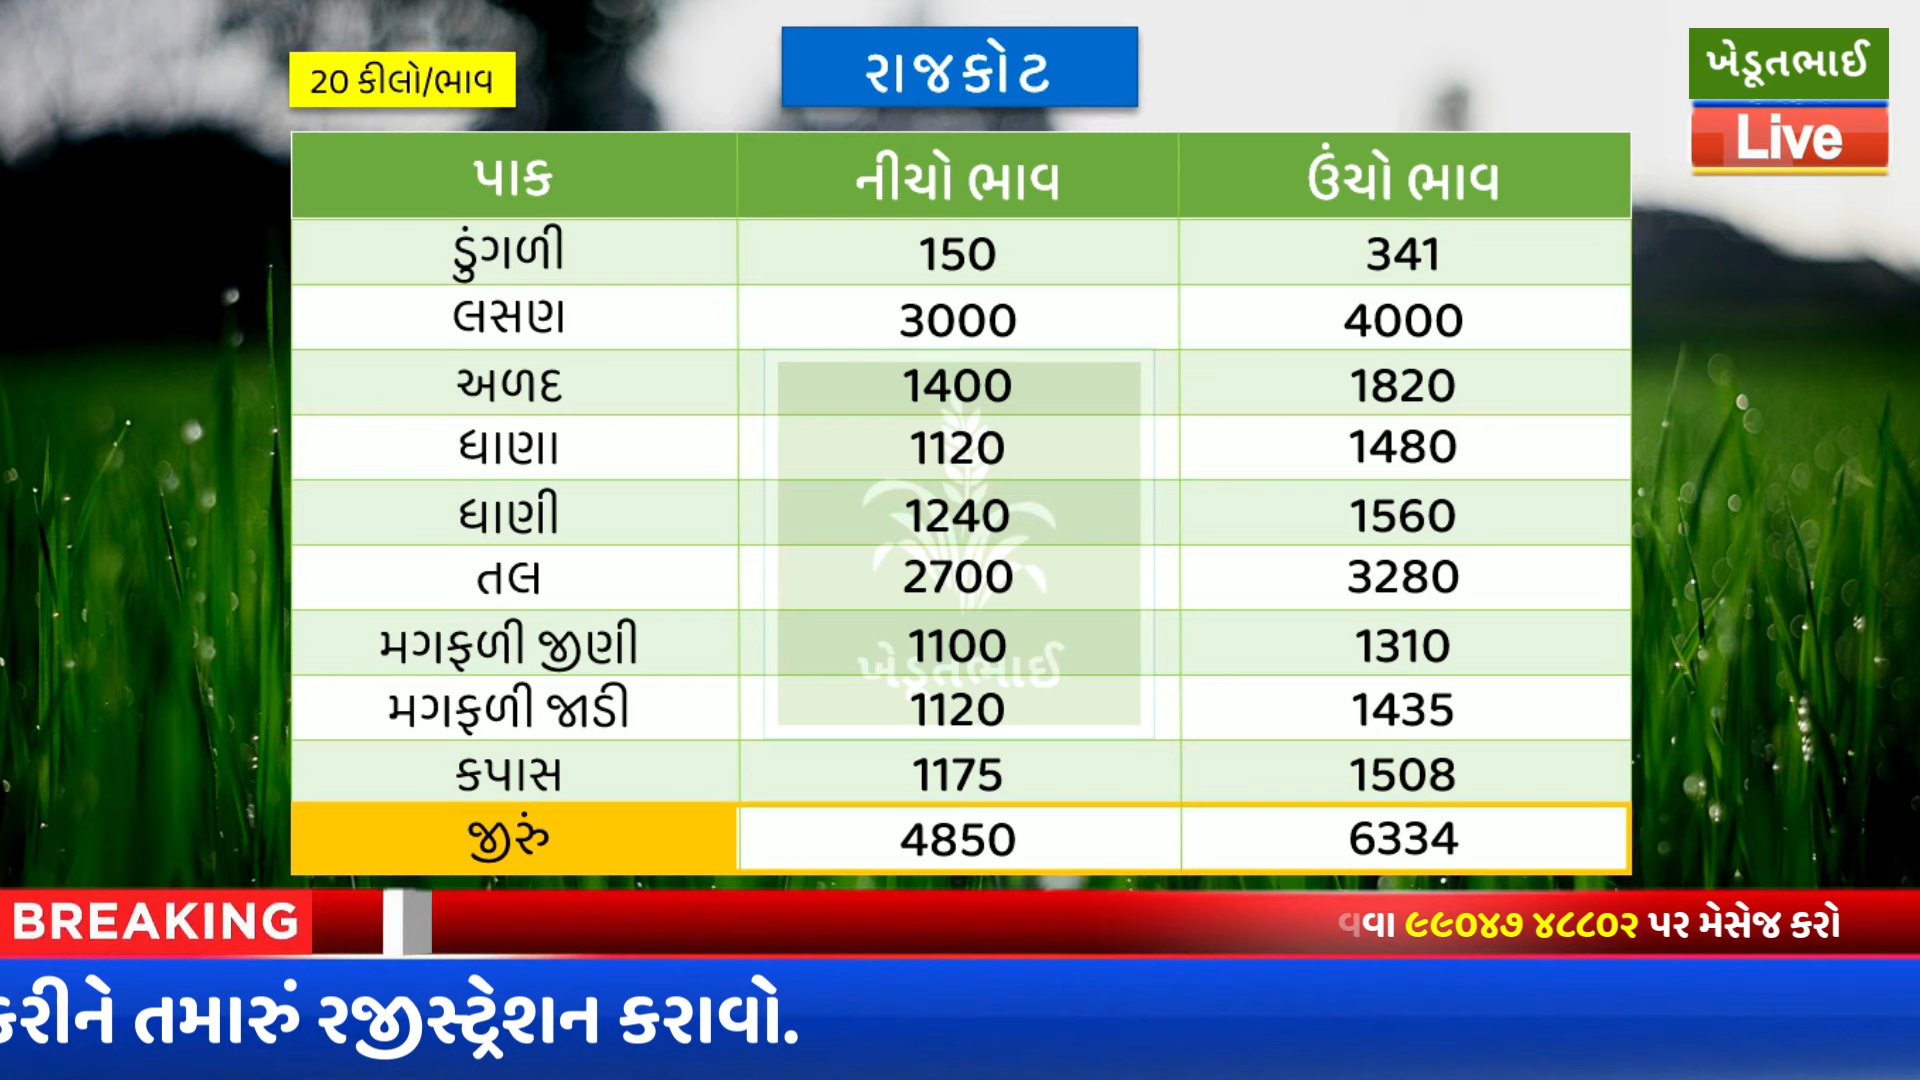 20 કીલો/ભાવ
રાજકોટ
ખેડૂતભાઈ
Live
પાક નીચો ભાવ ઉંચો ભાવ
ડુંગળી 150 341
લસણ 3000 4000
અળદ 1400 1820
ધાણા 1120 1480
ધાણી 1240 1560
તલ 2700 3280
મગફળી જીણી 1100 1310
ખેડૂતભાઈ
મગફળી જાડી 1120 1435
કપાસ 1175 1508
જીરું 4850 6334
BREAKING
વવા ૯૯૦૪૭ ૪૮૮૦૨ પર મેસેજ કરો
કરીને તમારું રજીસ્ટ્રેશન કરાવો.